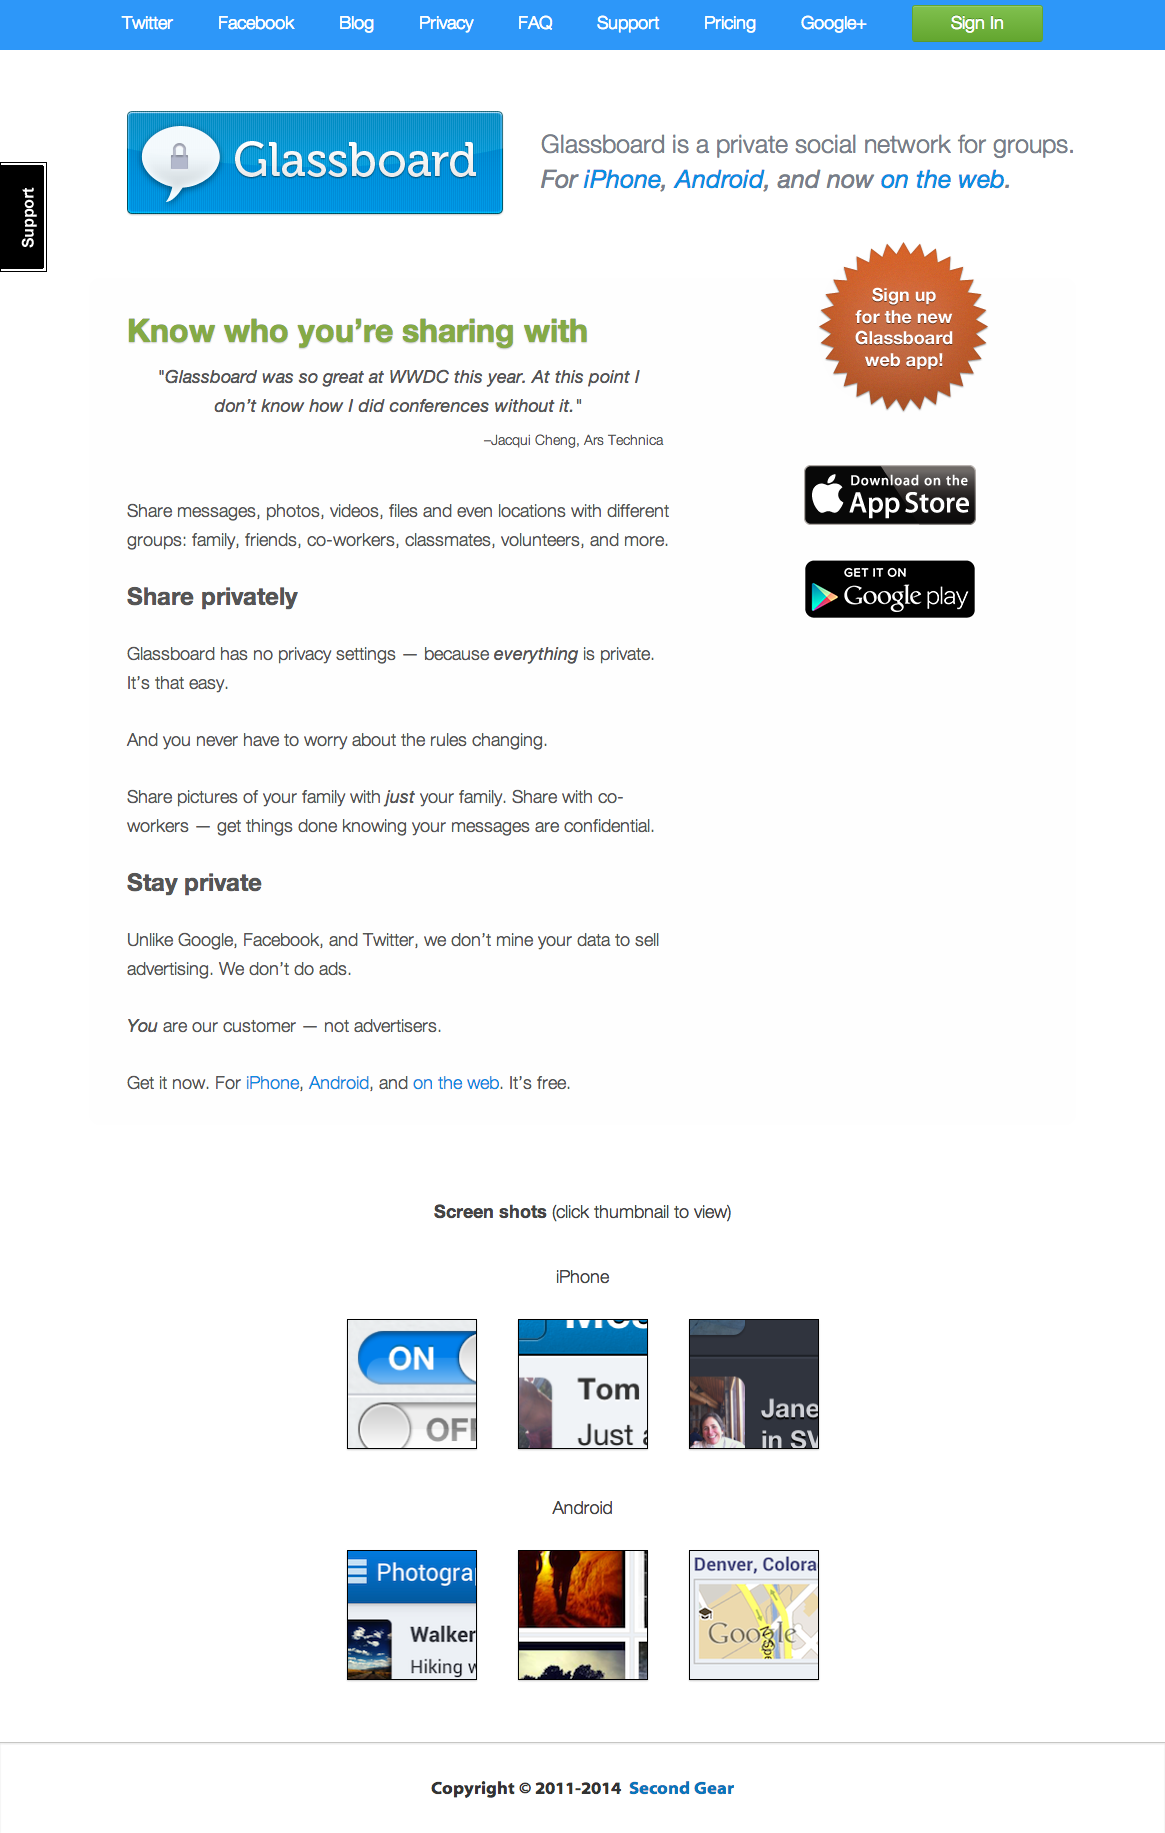 Twitter Facebook Blog Privacy FAQ Support Pricing Google+ Sign In
Support
Glassboard
Glassboard is a private social network for groups.
For iPhone, Android, and now on the web.
Sign up
for the new
Glassboard
web app!
Know who you’re sharing with
"Glassboard was so great at WWDC this year. At this point I
don’t know how I did conferences without it."
–Jacqui Cheng, Ars Technica
Download on the
App Store
GET IT ON
Google play
Share messages, photos, videos, files and even locations with different
groups: family, friends, co-workers, classmates, volunteers, and more.
Share privately
Glassboard has no privacy settings — because everything is private.
It’s that easy.
And you never have to worry about the rules changing.
Share pictures of your family with just your family. Share with co-
workers — get things done knowing your messages are confidential.
Stay private
Unlike Google, Facebook, and Twitter, we don’t mine your data to sell
advertising. We don’t do ads.
You are our customer — not advertisers.
Get it now. For iPhone, Android, and on the web. It’s free.
Screen shots (click thumbnail to view)
iPhone
ON
OFF
Tom
Just
Jane
in SV
Android
Photogra
Walker
Hiking
Denver, Colora
Google
Copyright © 2011-2014 Second Gear